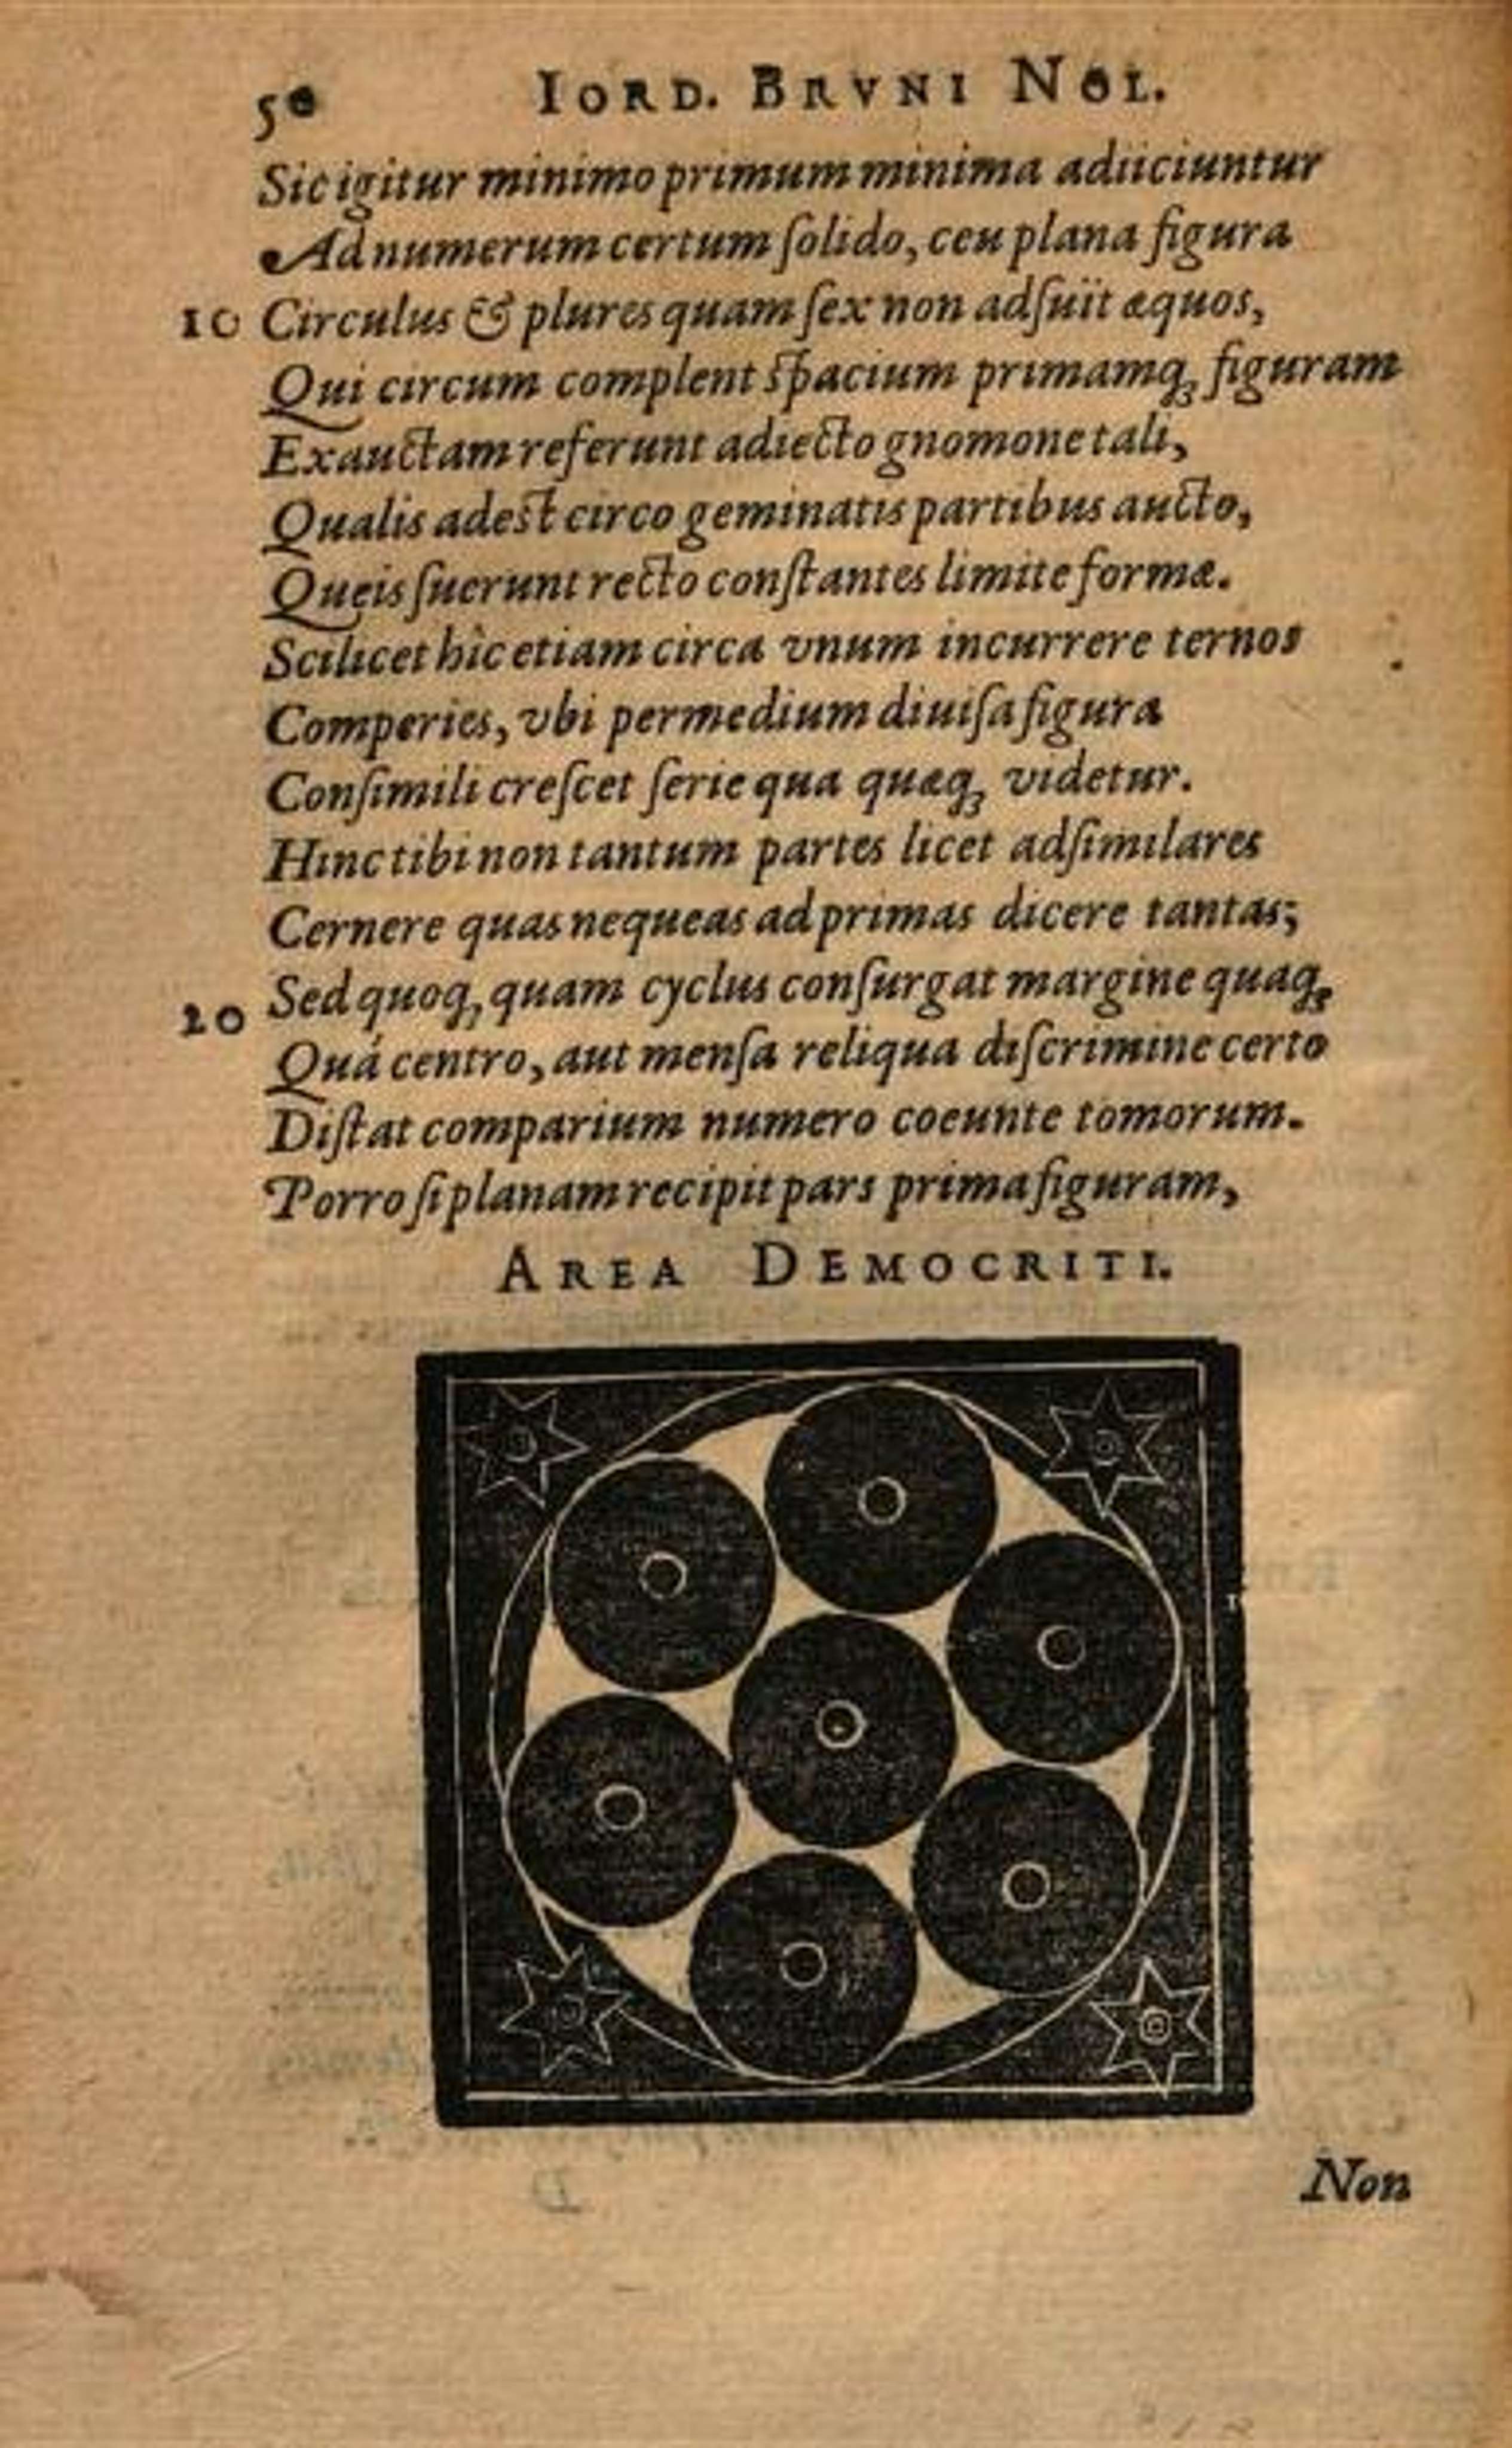 50 IORD. BRVNI NOL.
Sic igitur minimo primum minima adiiciuntur
Ad numerum certum ſolido, ceu plana figura
10 Circulus & plures quam ſex non adſuït æquos,
Qui circum complent ſpacium primamq́; figuram
Exauctam referunt adiecto gnomone tali,
Qualis adeſt circo geminatis partibus aucto,
Queis ſuerunt recto conſtantes limite formæ.
Scilicet hîc etiam circa vnum incurrere ternos
Comperies, vbi per medium diuiſa figura
Conſimili creſcet ſerie qua quæq; videtur.
Hinc tibi non tantum partes licet adſimilares
Cernere quas nequeas ad primas dicere tantas;
20 Sed quoq; quam cyclus conſurgat margine quaq;
Quá centro, aut menſa reliqua diſcrimine certo
Diſtat comparium numero coeunte tomorum.
Porro ſi planam recipit pars prima figuram,
AREA DEMOCRITI.
Non